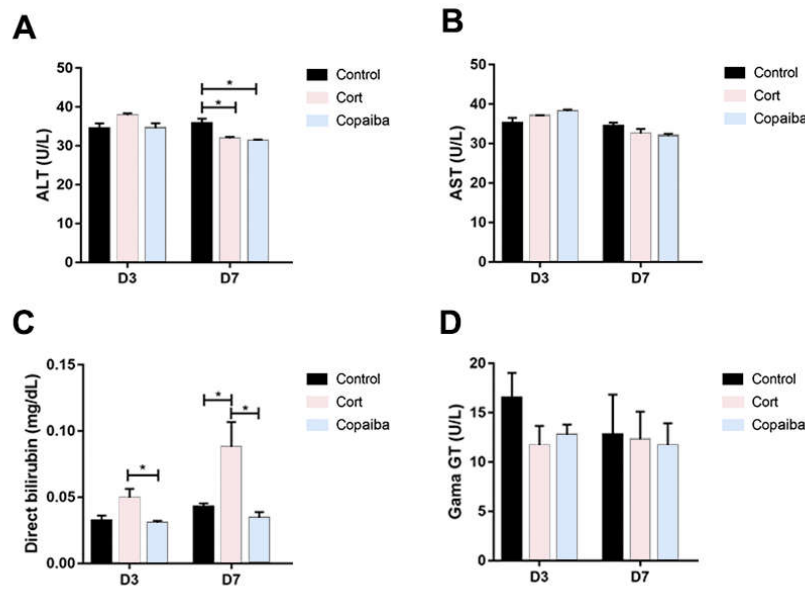 A
50
40
30
20
10
0
ALT (U/L)
*
*
D3
D7
Control
Cort
Copaiba
B
50
40
30
20
10
0
AST (U/L)
D3
D7
Control
Cort
Copaiba
C
0.15
0.10
0.05
0.00
Direct bilirubin (mg/dL)
*
*
*
D3
D7
Control
Cort
Copaiba
D
20
15
10
5
0
Gama GT (U/L)
D3
D7
Control
Cort
Copaiba